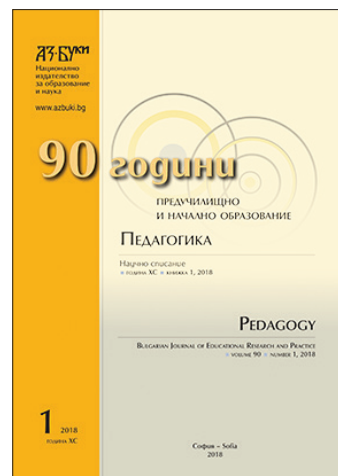 АЗ·БУКИ
Национално
издателство
за образование
и наука
www.azbuki.bg
90 години
ПРЕДУЧИЛИЩНО
И НАЧАЛНО ОБРАЗОВАНИЕ
ПЕДАГОГИКА
Научно списание
година XC книжка 1, 2018
PEDAGOGY
BULGARIAN JOURNAL OF EDUCATIONAL RESEARCH AND PRACTICE
VOLUME 90 NUMBER 1, 2018
1 2018
година XC
София – Sofia
2018